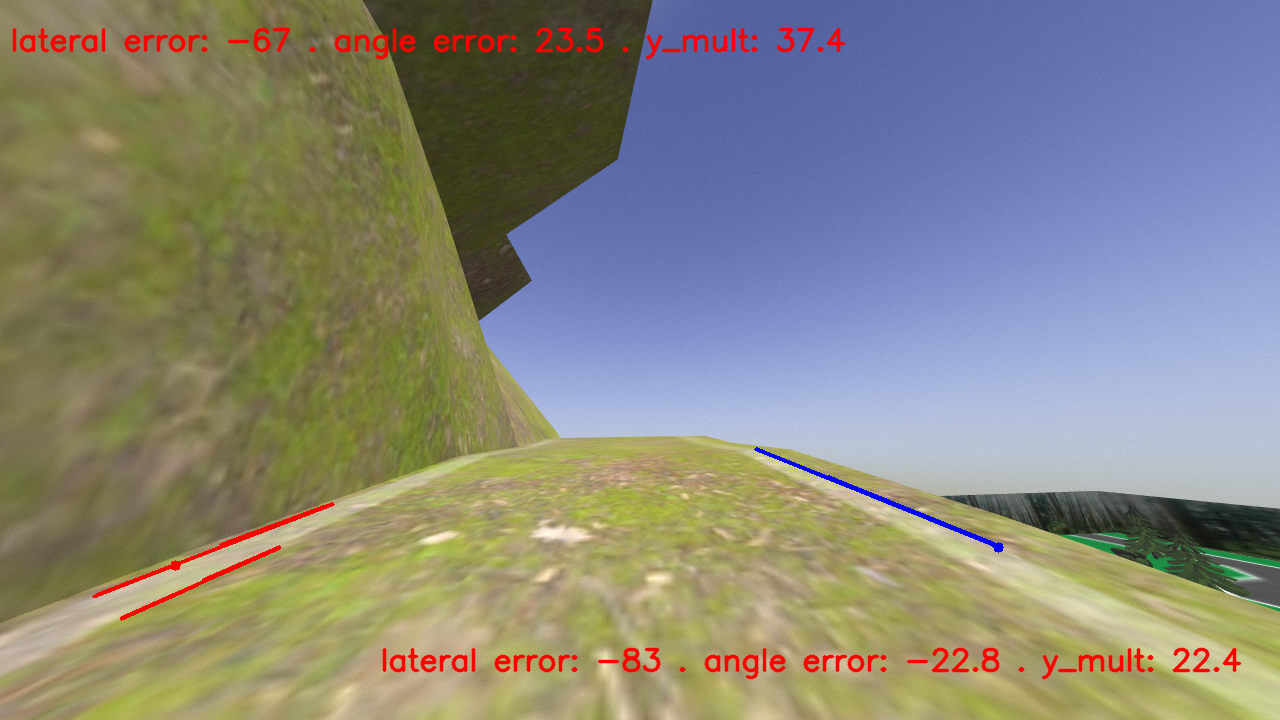 lateral error: -67 . angle error: 23.5 . y_mult: 37.4
lateral error: -83 . angle error: -22.8 . y_mult: 22.4